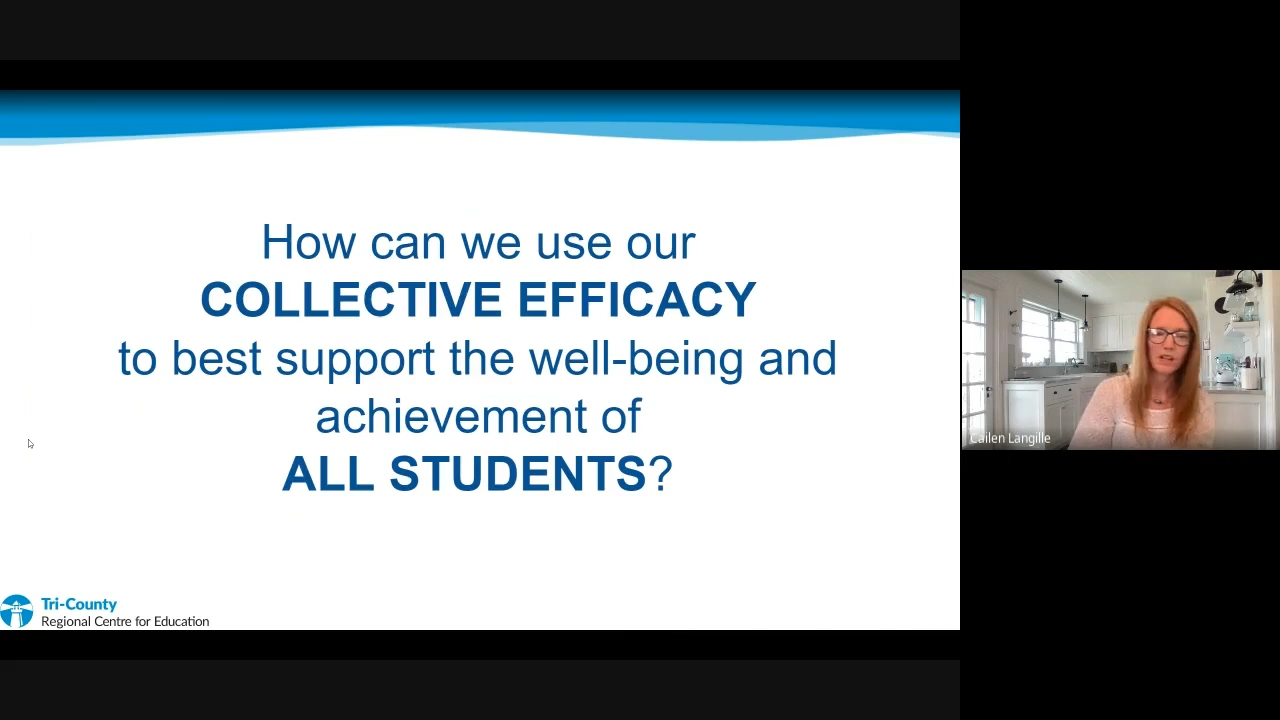 How can we use our
COLLECTIVE EFFICACY
to best support the well-being and
achievement of
ALL STUDENTS?
Cailen Langille
Tri-County
Regional Centre for Education